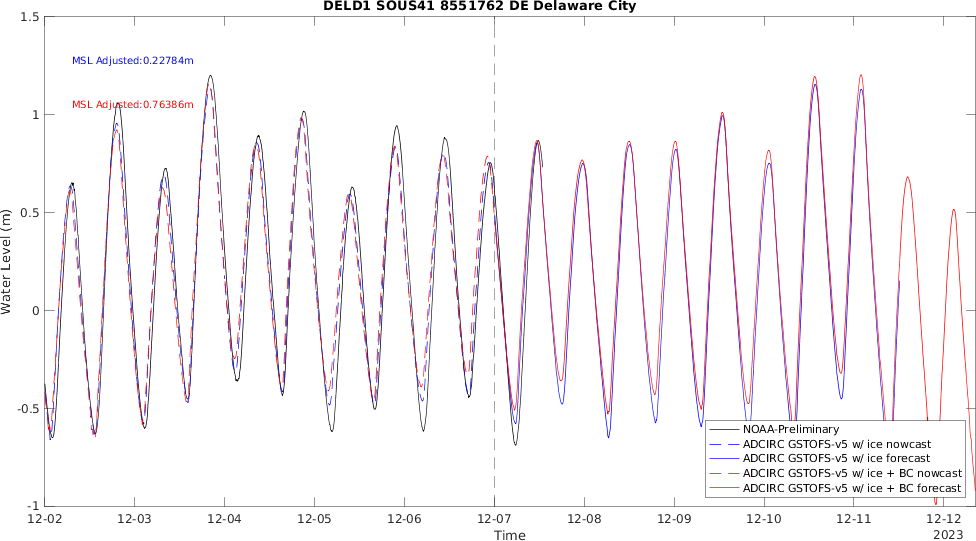 DELD1 SOUS41 8551762 DE Delaware City
1.5
MSL Adjusted:0.22784m
MSL Adjusted:0.76386m
1
0.5
0
-0.5
-1
Water Level (m)
NOAA-Preliminary
ADCIRC GSTOFS-v5 w/ ice nowcast
ADCIRC GSTOFS-v5 w/ ice forecast
ADCIRC GSTOFS-v5 w/ ice + BC nowcast
ADCIRC GSTOFS-v5 w/ ice + BC forecast
12-02 12-03 12-04 12-05 12-06 12-07 12-08 12-09 12-10 12-11 12-12
Time
2023